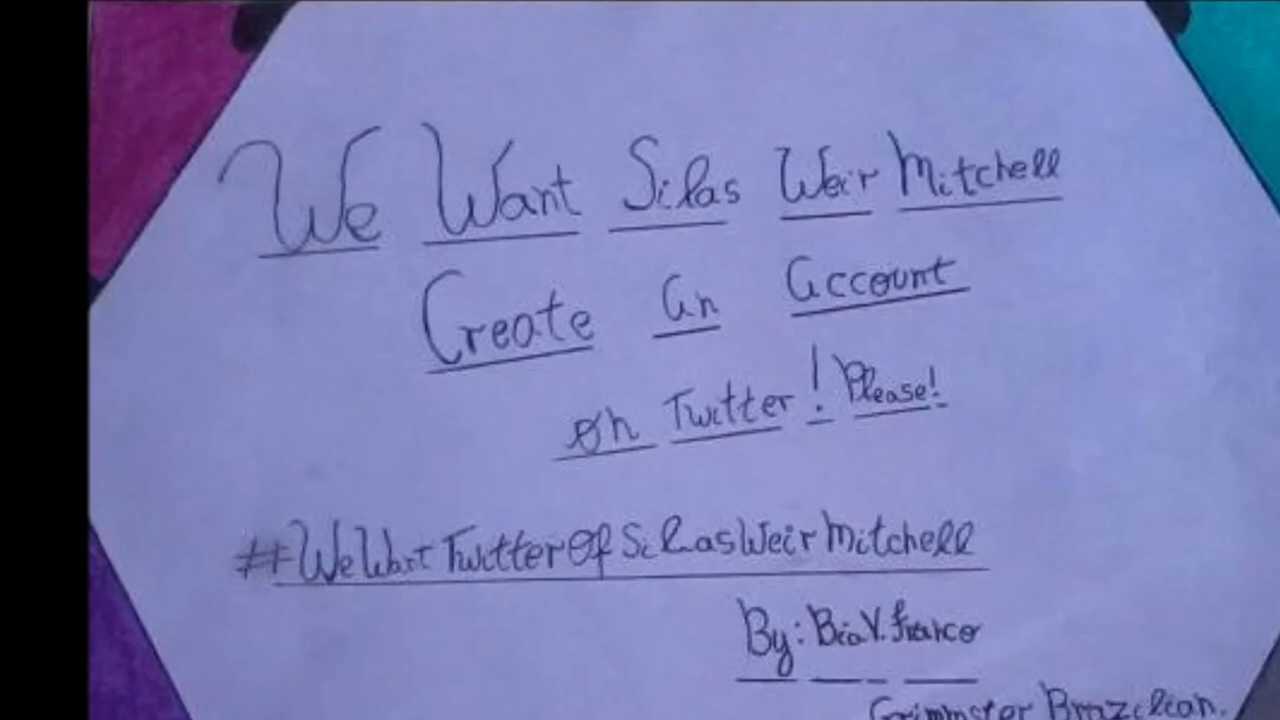 We Want Silas Weir Mitchell
Create an account
On Twitter! Please!
#WeWantTwitterOfSilasWeirMitchell
By: Bia V. Franco
Grimmster Brazilian.